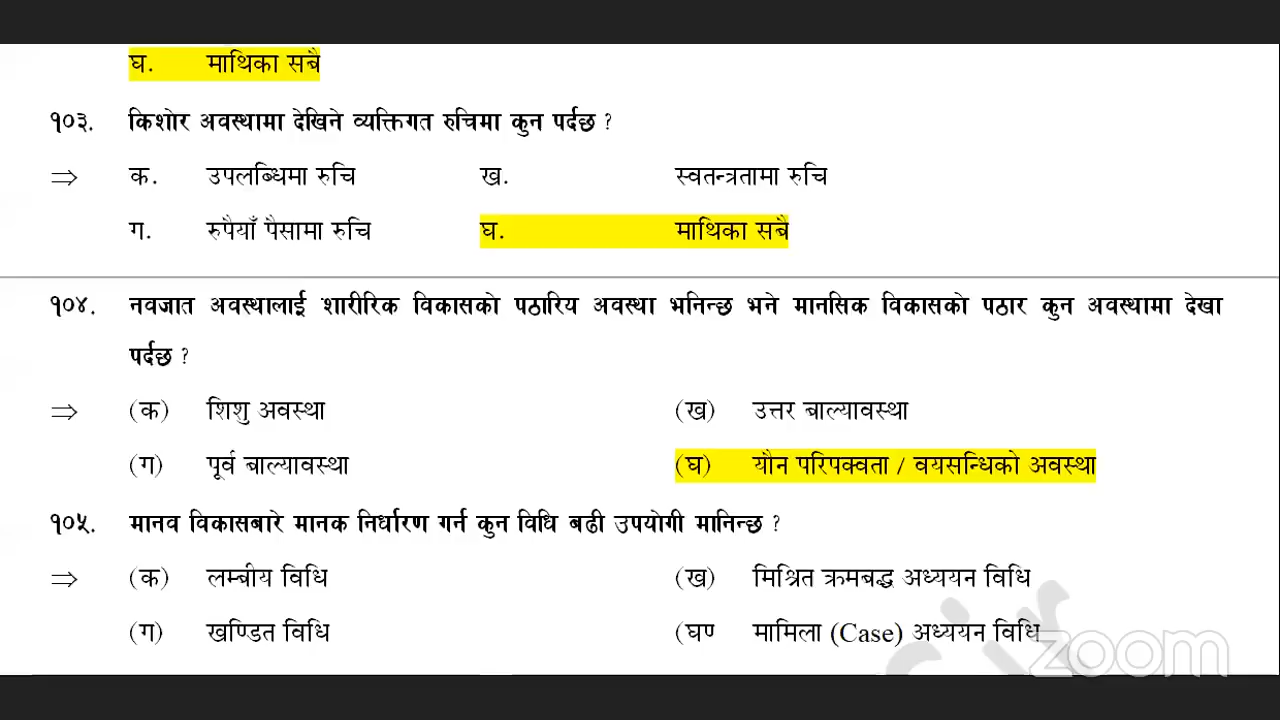 घ. माथिका सबै
१०३. किशोर अवस्थामा देखिने व्यक्तिगत रुचिमा कुन पर्दछ ?
⇒ क. उपलब्धिमा रुचि ख. स्वतन्त्रतामा रुचि
ग. रुपैयाँ पैसामा रुचि घ. माथिका सबै
१०४. नवजात अवस्थालाई शारीरिक विकासको पठारिय अवस्था भनिन्छ भने मानसिक विकासको पठार कुन अवस्थामा देखा
पर्दछ ?
⇒ (क) शिशु अवस्था (ख) उत्तर बाल्यावस्था
(ग) पूर्व बाल्यावस्था (घ) यौन परिपक्वता / वयसन्धिको अवस्था
१०५. मानव विकासबारे मानक निर्धारण गर्न कुन विधि बढी उपयोगी मानिन्छ ?
⇒ (क) लम्बीय विधि (ख) मिश्रित क्रमबद्ध अध्ययन विधि
(ग) खण्डित विधि (घण मामिला (Case) अध्ययन विधि
zoom